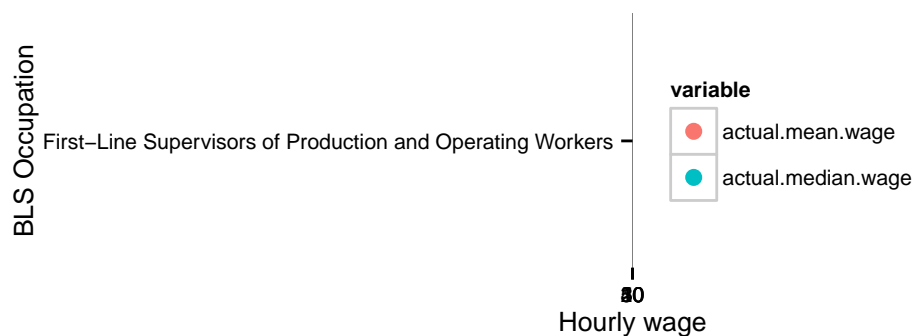 BLS Occupation
First−Line Supervisors of Production and Operating Workers
Hourly wage
variable
actual.mean.wage
actual.median.wage